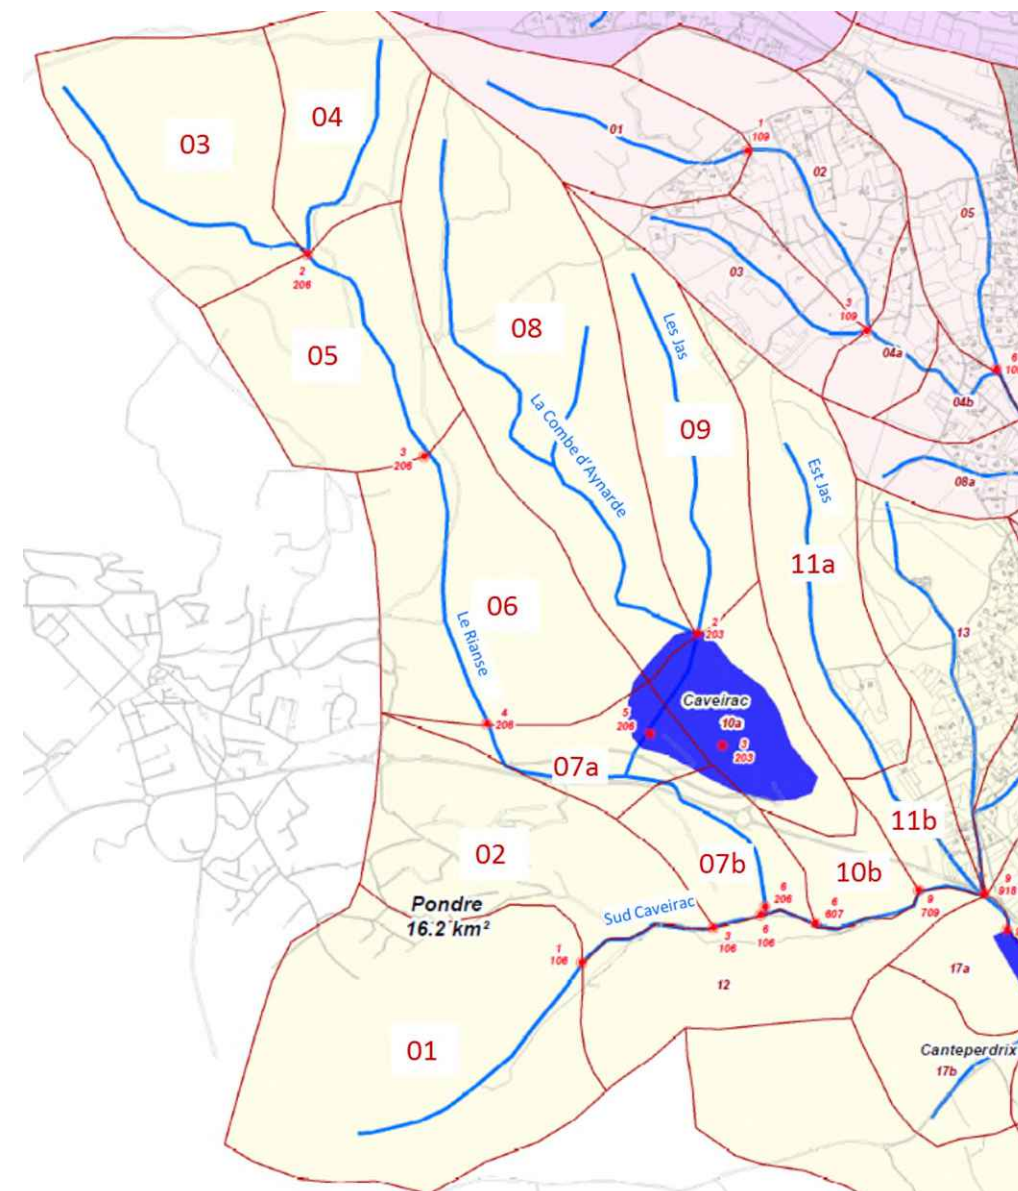 04
03
01
1
109
02
05
03
2
206
05
08
Les Jas
3
109
04a
6
04b
09
La Combe d'Aynarde
3
206
Est Jas
08a
11a
06
Le Rianse
2
203
13
Caveirac
10a
4
206
5
206
3
203
07a
02
07b
10b
11b
9
918
Pondre
16.2 km²
Sud Caveirac
6
206
3
106
6
106
6
607
9
709
1
106
12
17a
01
Canteperdrix
17b